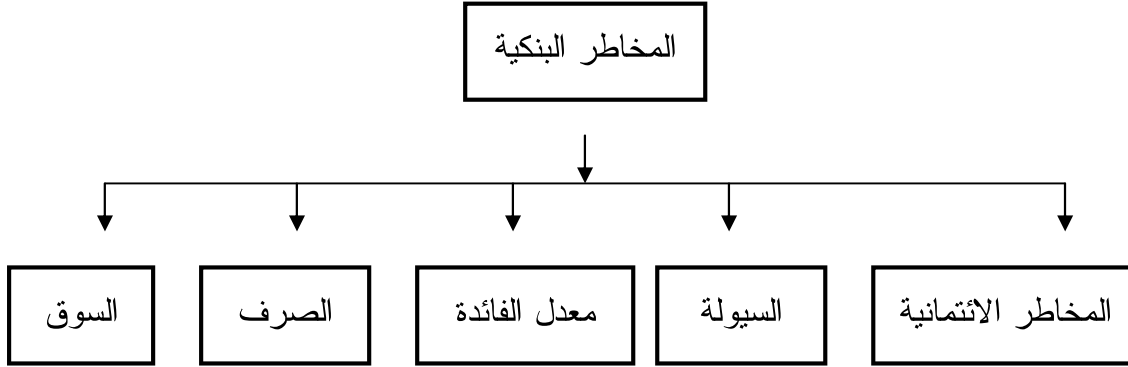 المخاطر البنكية
المخاطر الائتمانية
السيولة
معدل الفائدة
الصرف
السوق